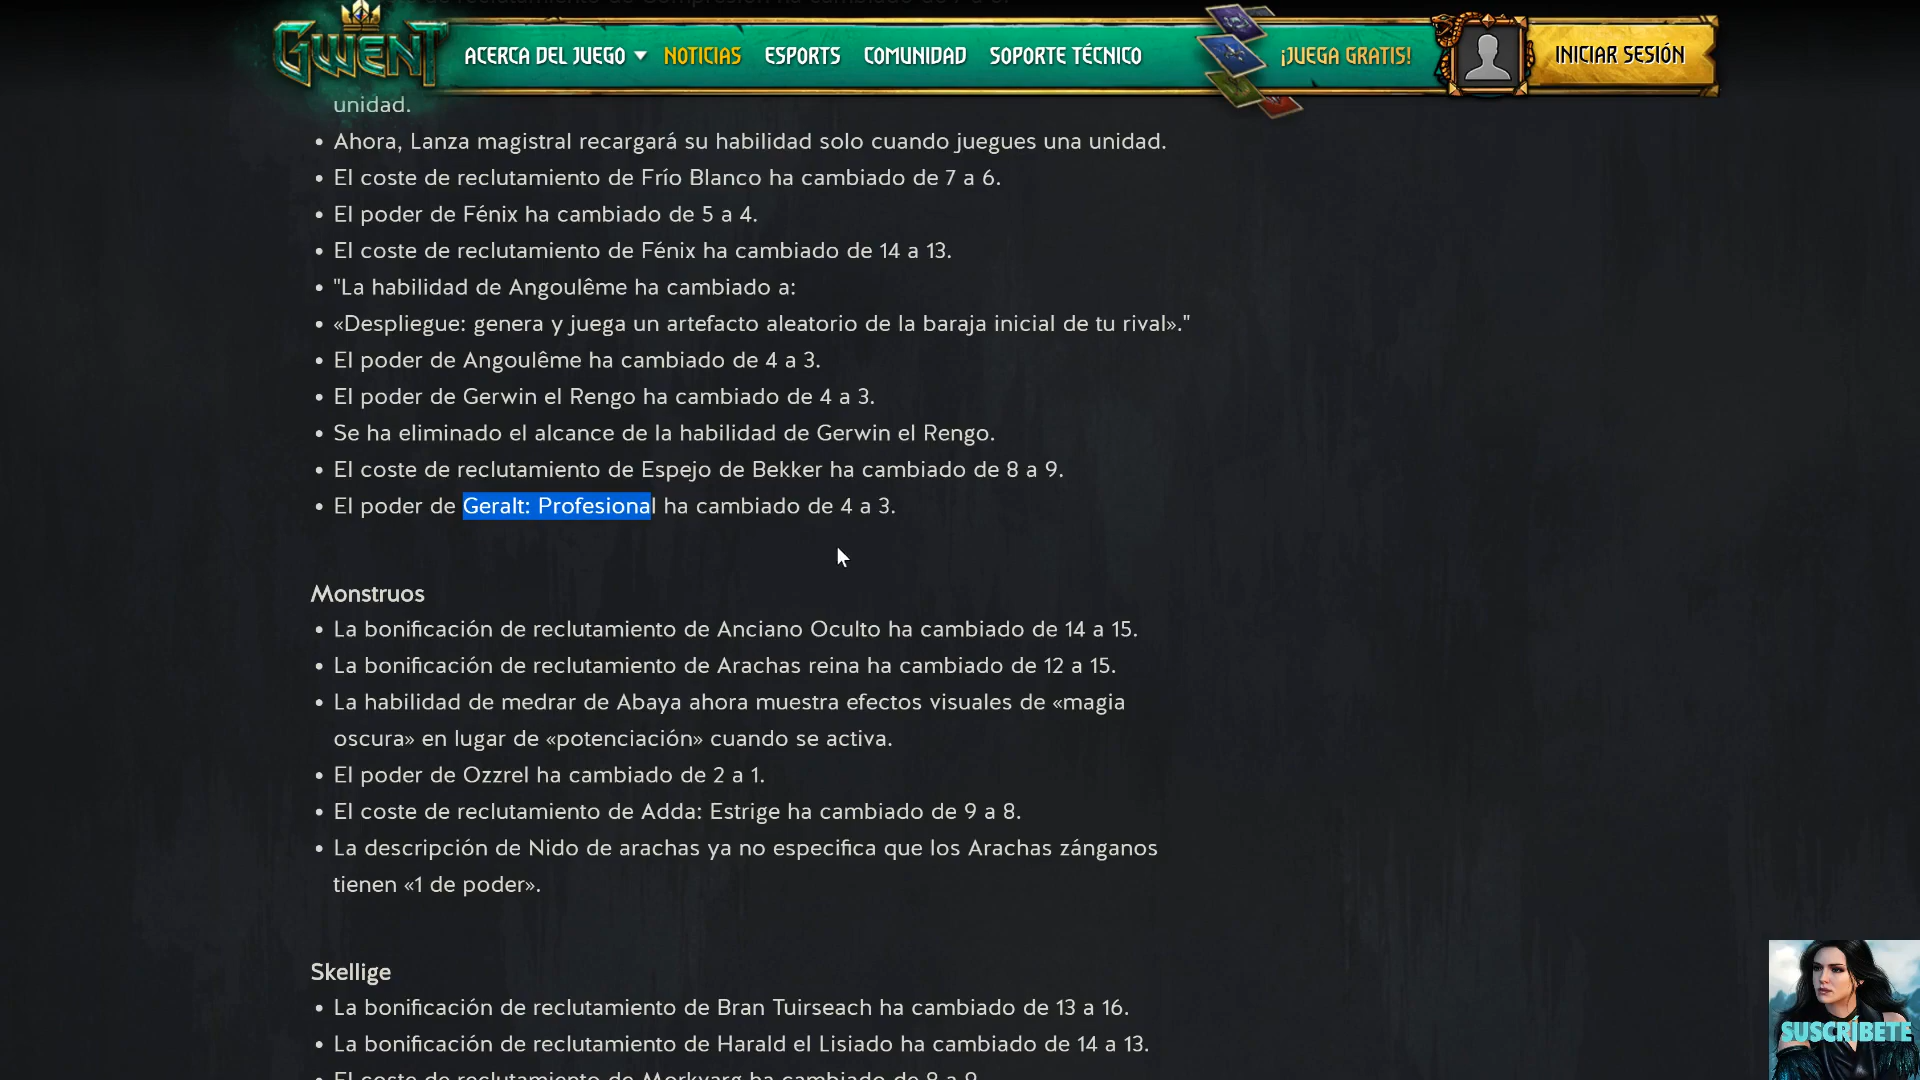 GWENT
ACERCA DEL JUEGO NOTICIAS ESPORTS COMUNIDAD SOPORTE TÉCNICO ¡JUEGA GRATIS! INICIAR SESIÓN
unidad.
• Ahora, Lanza magistral recargará su habilidad solo cuando juegues una unidad.
• El coste de reclutamiento de Frío Blanco ha cambiado de 7 a 6.
• El poder de Fénix ha cambiado de 5 a 4.
• El coste de reclutamiento de Fénix ha cambiado de 14 a 13.
• "La habilidad de Angoulême ha cambiado a:
• «Despliegue: genera y juega un artefacto aleatorio de la baraja inicial de tu rival»."
• El poder de Angoulême ha cambiado de 4 a 3.
• El poder de Gerwin el Rengo ha cambiado de 4 a 3.
• Se ha eliminado el alcance de la habilidad de Gerwin el Rengo.
• El coste de reclutamiento de Espejo de Bekker ha cambiado de 8 a 9.
• El poder de Geralt: Profesional ha cambiado de 4 a 3.
Monstruos
• La bonificación de reclutamiento de Anciano Oculto ha cambiado de 14 a 15.
• La bonificación de reclutamiento de Arachas reina ha cambiado de 12 a 15.
• La habilidad de medrar de Abaya ahora muestra efectos visuales de «magia
oscura» en lugar de «potenciación» cuando se activa.
• El poder de Ozzrel ha cambiado de 2 a 1.
• El coste de reclutamiento de Adda: Estrige ha cambiado de 9 a 8.
• La descripción de Nido de arachas ya no especifica que los Arachas zánganos
tienen «1 de poder».
Skellige
• La bonificación de reclutamiento de Bran Tuirseach ha cambiado de 13 a 16.
• La bonificación de reclutamiento de Harald el Lisiado ha cambiado de 14 a 13.
• El coste de reclutamiento de Morkvarg ha cambiado de 8 a 9.
SUSCRÍBETE